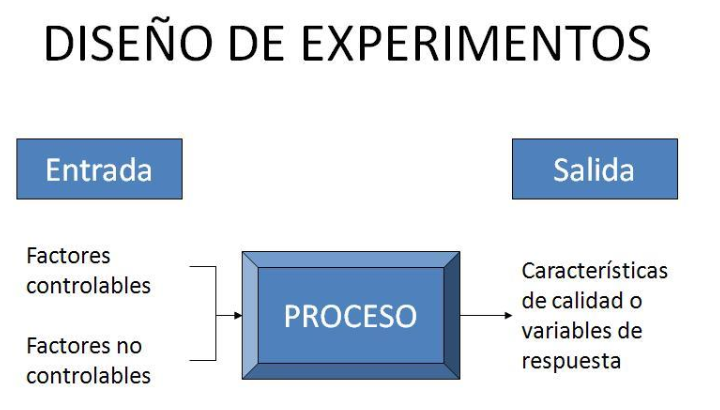 DISEÑO DE EXPERIMENTOS
Entrada
Salida
Factores
controlables
Factores no
controlables
PROCESO
Características
de calidad o
variables de
respuesta